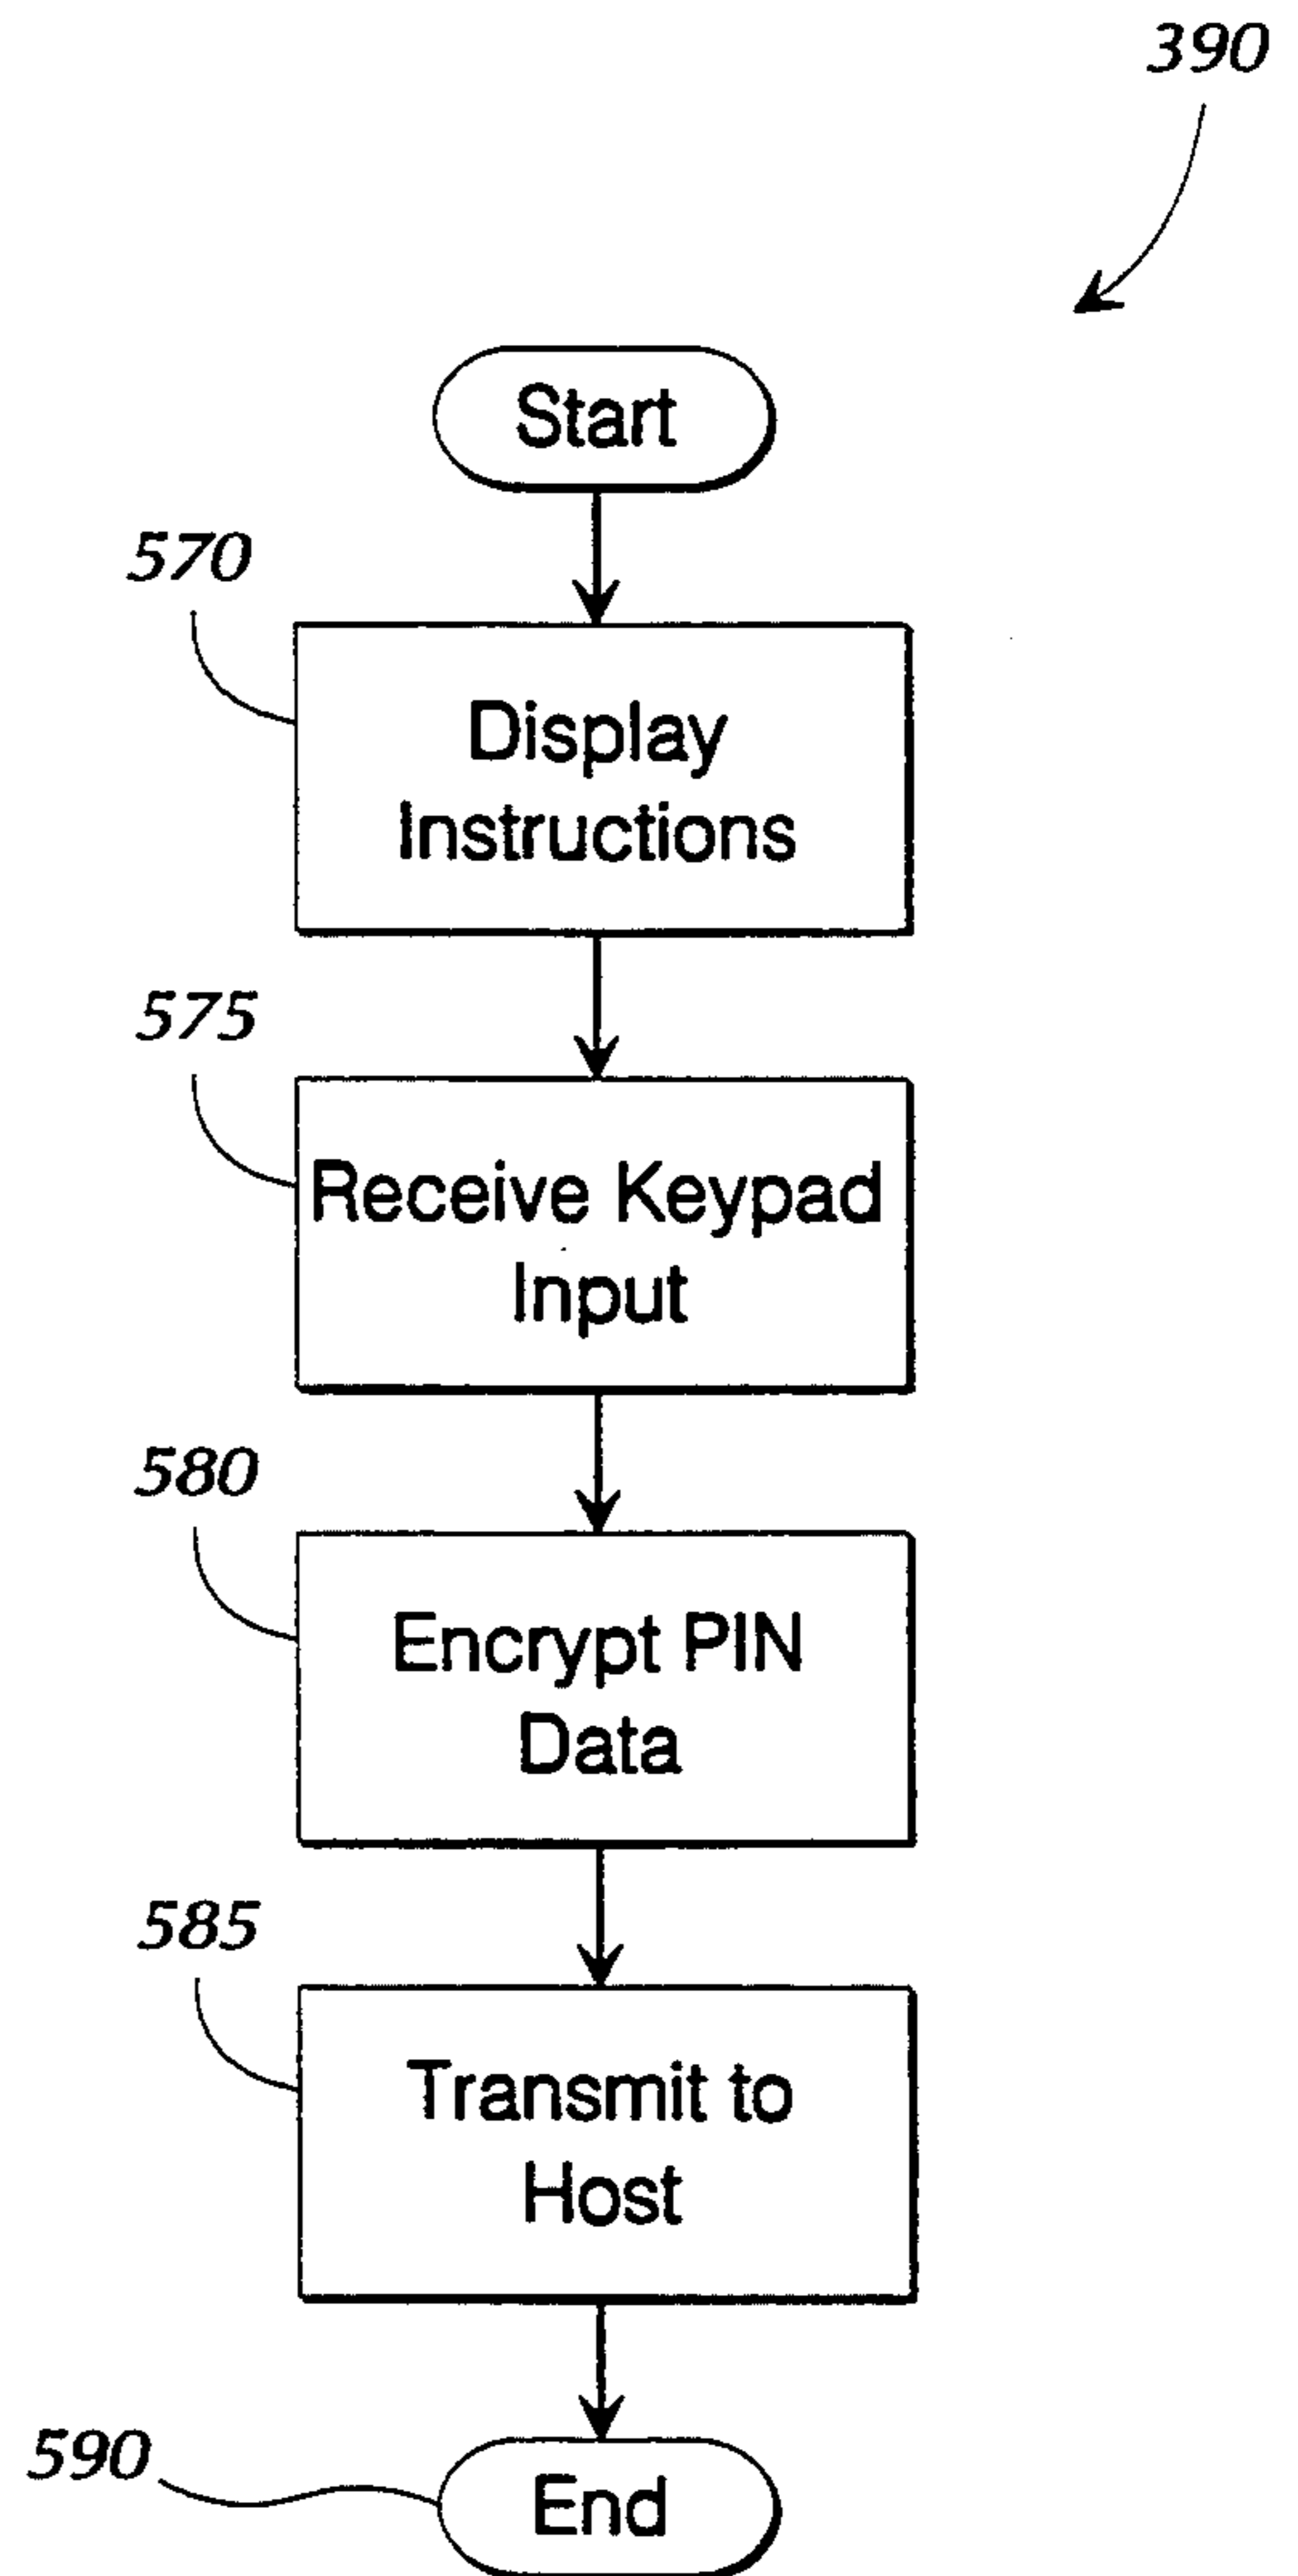 390
Start
570
Display
Instructions
575
Receive Keypad
Input
580
Encrypt PIN
Data
585
Transmit to
Host
590
End